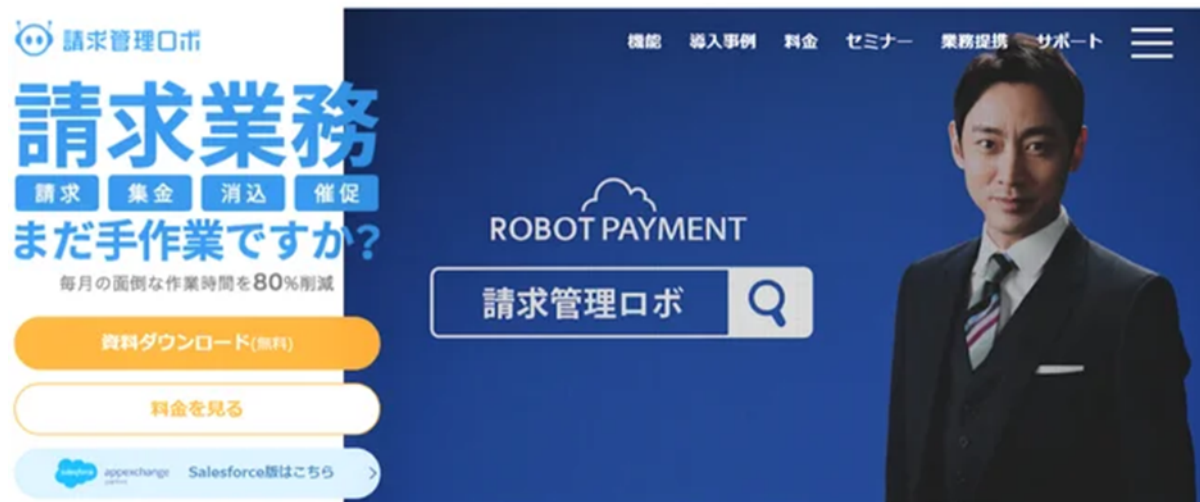 請求管理ロボ
機能 導入事例 料金 セミナー 業務提携 サポート
請求業務
請求 集金 消込 催促
まだ手作業ですか?
毎月の面倒な作業時間を80%削減
資料ダウンロード(無料)
料金を見る
salesforce appexchange Salesforce版はこちら
ROBOT PAYMENT
請求管理ロボ